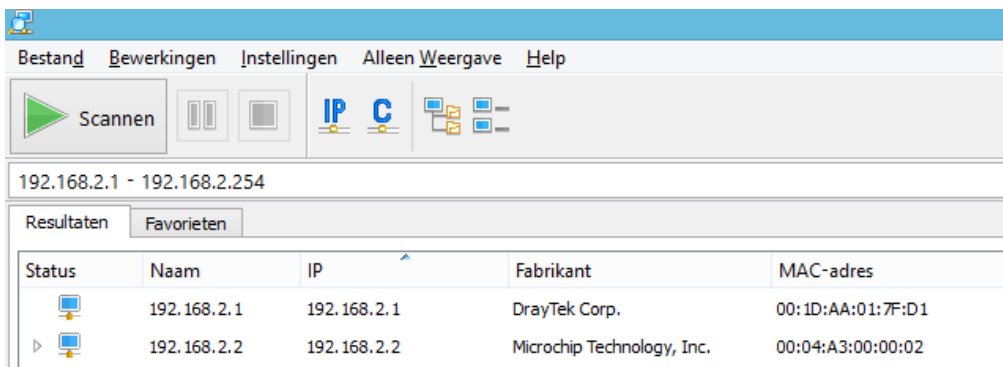 Bestand Bewerkingen Instellingen Alleen Weergave Help
Scannen IP C
192.168.2.1 - 192.168.2.254
Resultaten Favorieten
Status Naam IP Fabrikant MAC-adres
192.168.2.1 192.168.2.1 DrayTek Corp. 00:1D:AA:01:7F:D1
192.168.2.2 192.168.2.2 Microchip Technology, Inc. 00:04:A3:00:00:02